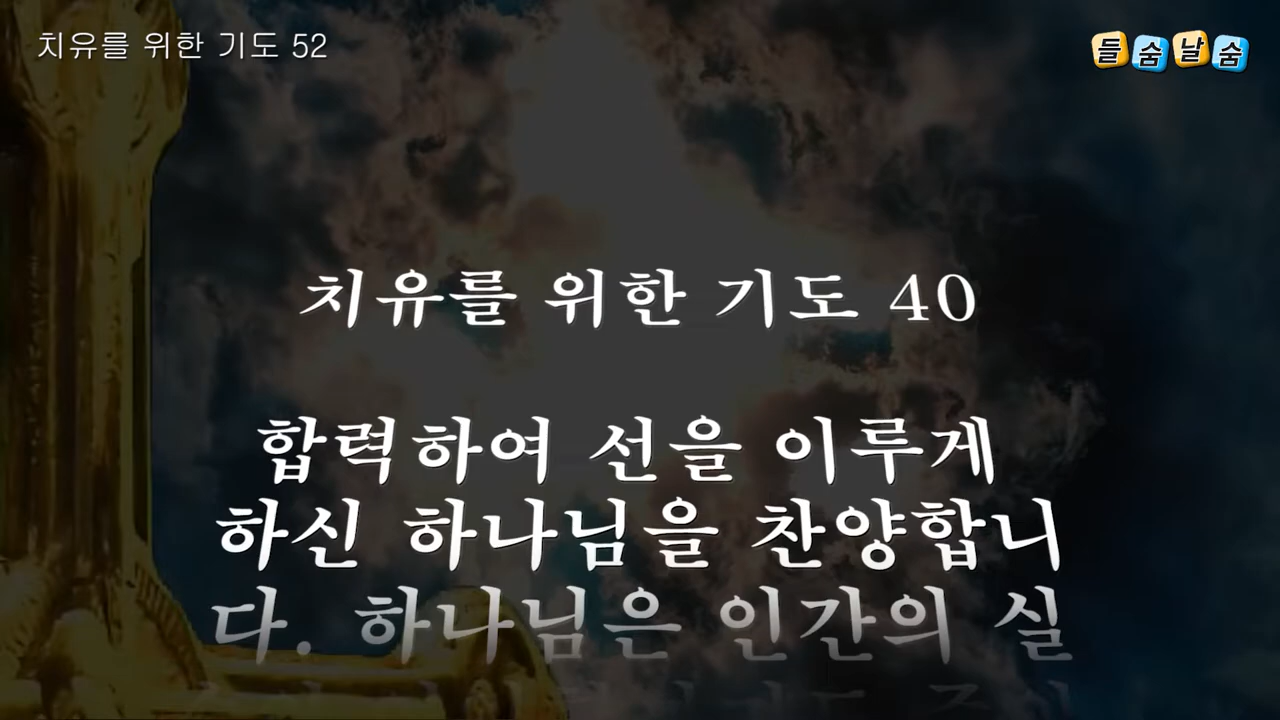 치유를 위한 기도 52
들숨날숨
치유를 위한 기도 40
합력하여 선을 이루게
하신 하나님을 찬양합니
다. 하나님은 인간의 실